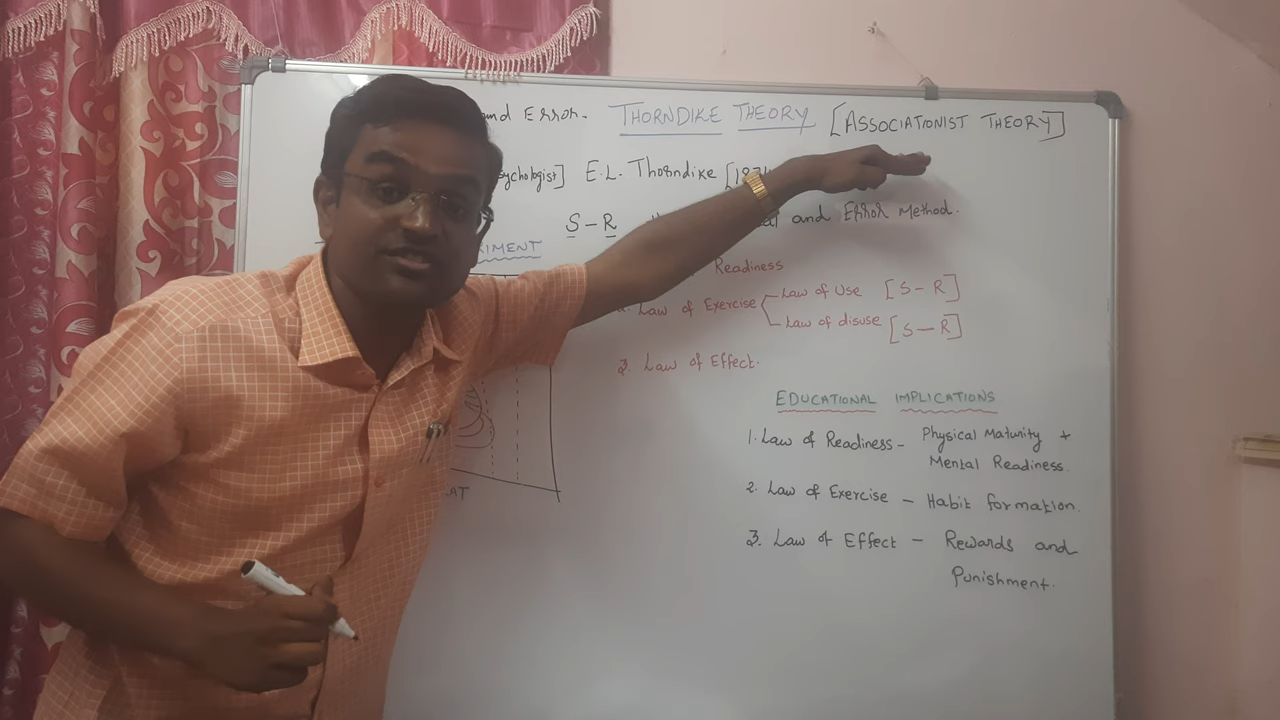 and Error. THORNDIKE THEORY [ASSOCIATIONIST THEORY]
E.L. Thorndike
S-R and Error Method.
Readiness
Law of Exercise Law of Use [S-R]
Law of disuse [S-R]
3. Law of Effect.
EDUCATIONAL IMPLICATIONS
1. Law of Readiness - Physical Maturity +
Mental Readiness.
2. Law of Exercise - Habit formation.
3. Law of Effect - Rewards and
Punishment.